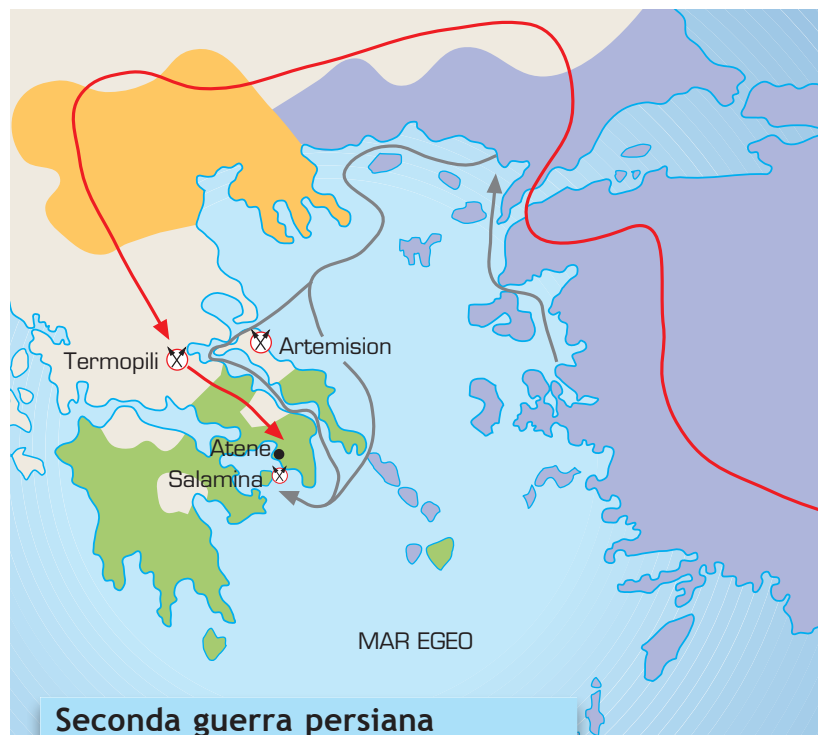 Artemision
Termopili
Atene
Salamina
MAR EGEO
Seconda guerra persiana